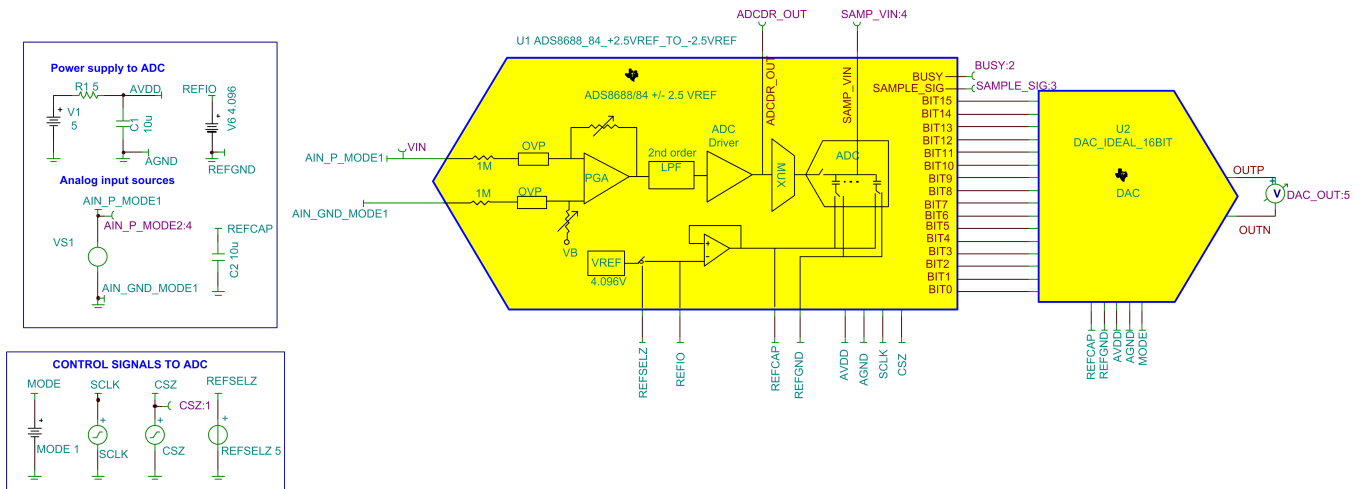 ADCDR_OUT
SAMP_VIN:4
U1 ADS8688_84_+2.5VREF_TO_-2.5VREF
Power supply to ADC
R1 5
AVDD
REFIO
V1
5
C1
10u
V6 4.096
AGND
REFGND
Analog input sources
AIN_P_MODE1
AIN_P_MODE2:4
VS1
REFCAP
C2 10u
AIN_GND_MODE1
CONTROL SIGNALS TO ADC
MODE
SCLK
CSZ
REFSELZ
CSZ:1
MODE 1
SCLK
CSZ
REFSELZ 5
AIN_P_MODE1
VIN
AIN_GND_MODE1
ADS8688/84 +/- 2.5 VREF
ADCDR_OUT
SAMP_VIN
1M
OVP
1M
OVP
PGA
VB
2nd order
LPF
ADC
Driver
MUX
ADC
VREF
4.096V
+
-
BUSY
SAMPLE_SIG
BIT15
BIT14
BIT13
BIT12
BIT11
BIT10
BIT9
BIT8
BIT7
BIT6
BIT5
BIT4
BIT3
BIT2
BIT1
BIT0
BUSY:2
SAMPLE_SIG:3
REFSELZ
REFIO
REFCAP
REFGND
AVDD
AGND
SCLK
CSZ
U2
DAC_IDEAL_16BIT
DAC
OUTP
OUTN
V
DAC_OUT:5
REFCAP
REFGND
AVDD
AGND
MODE